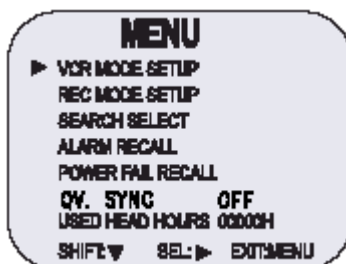 MENU
▶ VCR MODE SETUP
REC MODE SETUP
SEARCH SELECT
ALARM RECALL
POWER FAIL RECALL
QV. SYNC OFF
USED HEAD HOURS 00000H
SHIFT:▼ SEL:▶ EXIT:MENU